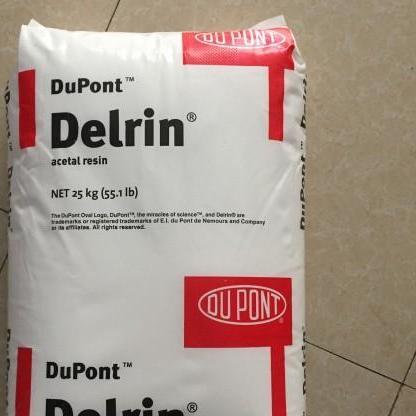 DU PONT
DuPont™
Delrin®
acetal resin
NET 25 kg (55.1 lb)
The DuPont Oval Logo, DuPont™, the miracles of science™, and Delrin® are
trademarks or registered trademarks of E.I. du Pont de Nemours and Company
or its affiliates. All rights reserved.
DU PONT®
DuPont™
Delrin®